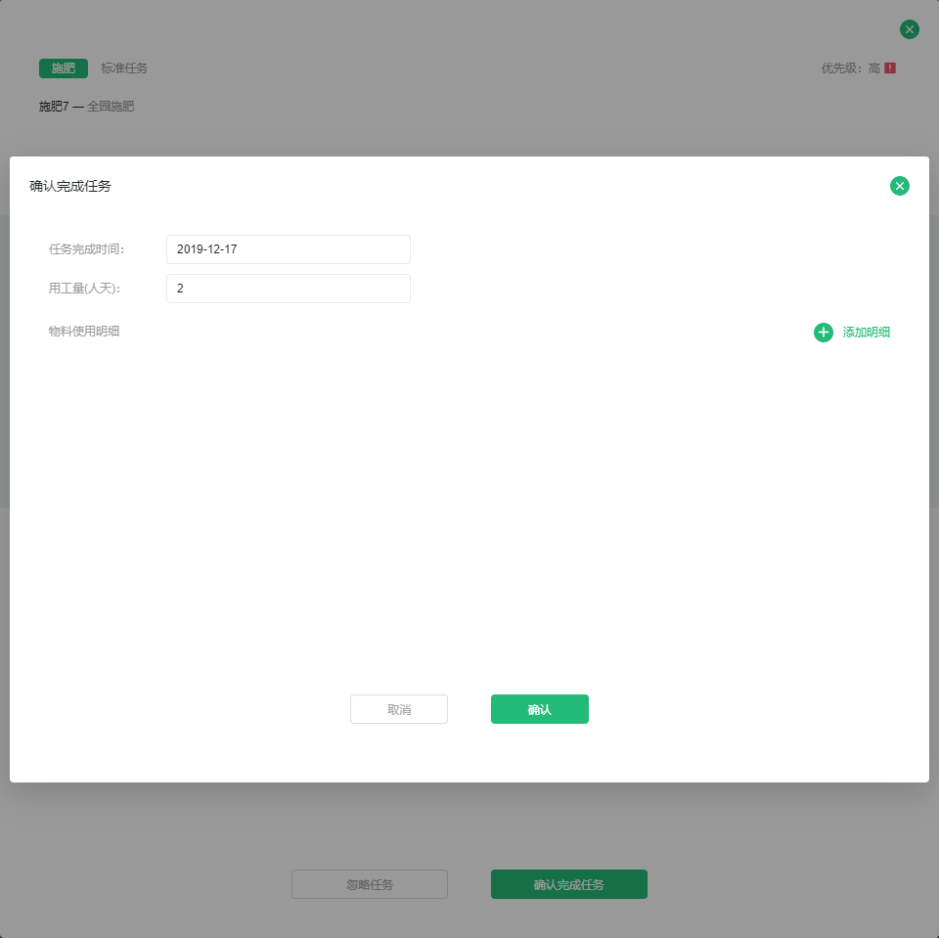 施肥 标准任务 优先级：高
施肥7 — 全园施肥
确认完成任务
任务完成时间: 2019-12-17
用工量(人天): 2
物料使用明细 添加明细
取消 确认
忽略任务 确认完成任务